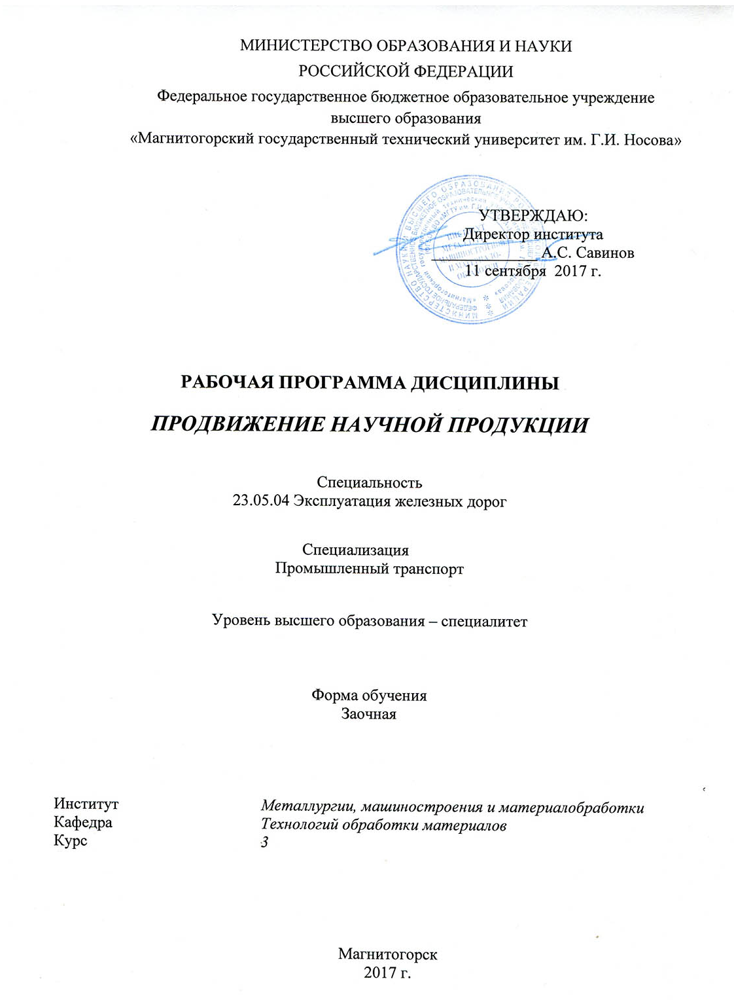 МИНИСТЕРСТВО ОБРАЗОВАНИЯ И НАУКИ
РОССИЙСКОЙ ФЕДЕРАЦИИ
Федеральное государственное бюджетное образовательное учреждение
высшего образования
«Магнитогорский государственный технический университет им. Г.И. Носова»
УТВЕРЖДАЮ:
Директор института
А.С. Савинов
11 сентября 2017 г.
РАБОЧАЯ ПРОГРАММА ДИСЦИПЛИНЫ
ПРОДВИЖЕНИЕ НАУЧНОЙ ПРОДУКЦИИ
Специальность
23.05.04 Эксплуатация железных дорог
Специализация
Промышленный транспорт
Уровень высшего образования – специалитет
Форма обучения
Заочная
Институт Металлургии, машиностроения и материалобработки
Кафедра Технологий обработки материалов
Курс 3
Магнитогорск
2017 г.